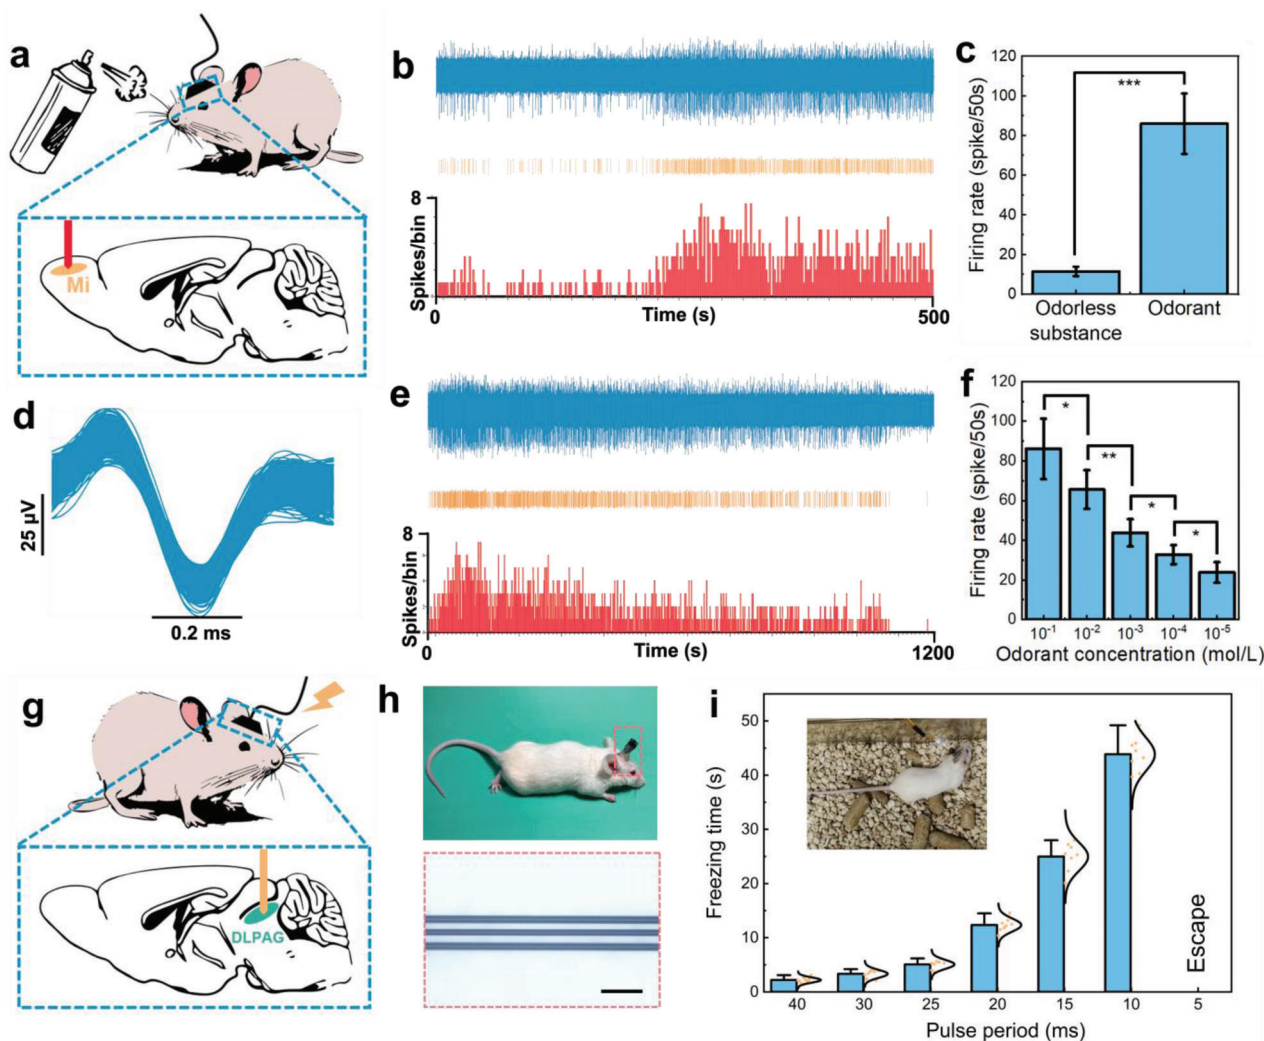 a
Mi
b
8
Spikes/bin
0
Time (s)
500
c
120
100
80
60
40
20
0
Firing rate (spike/50s)
***
Odorless
substance
Odorant
d
25 µV
0.2 ms
e
8
Spikes/bin
0
Time (s)
1200
f
120
100
80
60
40
20
0
Firing rate (spike/50s)
*
**
*
*
10⁻¹ 10⁻² 10⁻³ 10⁻⁴ 10⁻⁵
Odorant concentration (mol/L)
g
DLPAG
h
i
50
40
30
20
10
0
Freezing time (s)
Escape
40 30 25 20 15 10 5
Pulse period (ms)